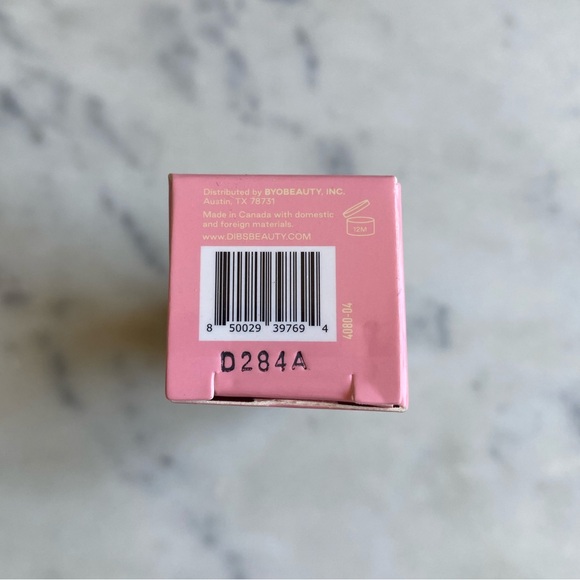 Distributed by BYOBEAUTY, INC.
Austin, TX 78731
Made in Canada with domestic
and foreign materials.
WWW.DIBSBEAUTY.COM
12M
8 50029 39769 4
4080-04
D284A